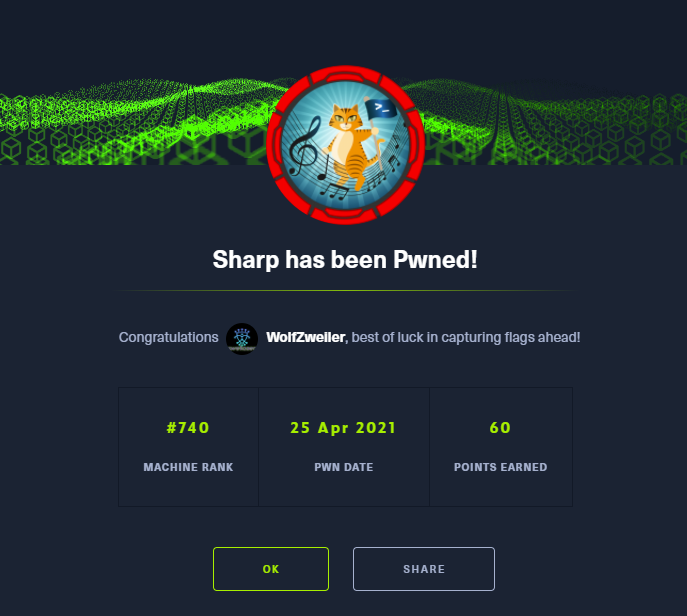 Sharp has been Pwned!
Congratulations WolfZweiler, best of luck in capturing flags ahead!
#740 25 Apr 2021 60
MACHINE RANK PWN DATE POINTS EARNED
OK SHARE